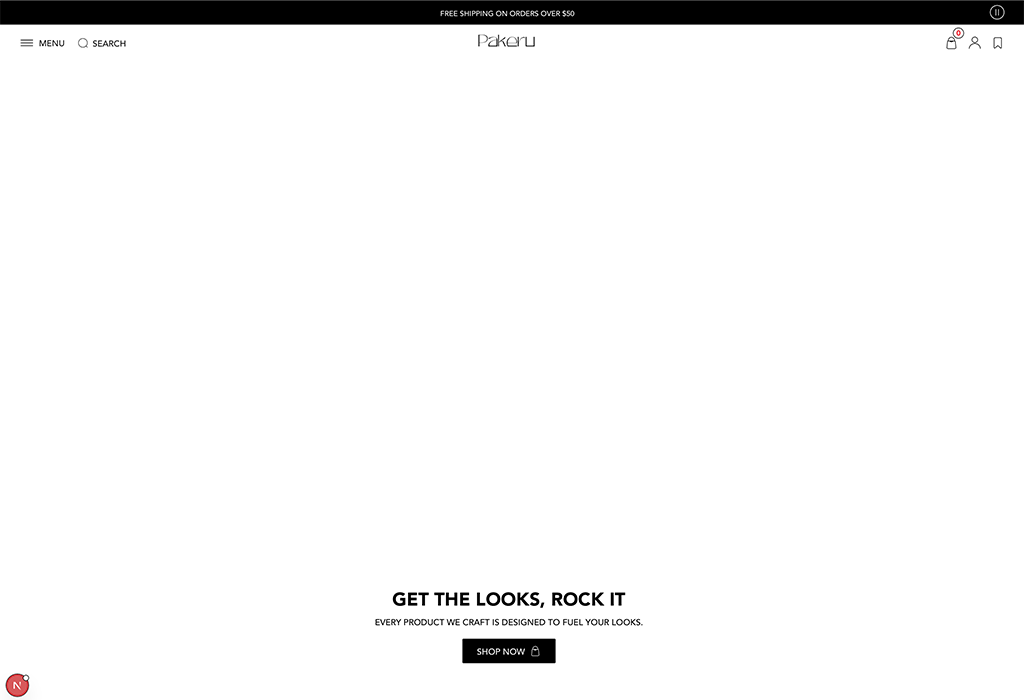 FREE SHIPPING ON ORDERS OVER $50
MENU SEARCH Pakeru 0
GET THE LOOKS, ROCK IT
EVERY PRODUCT WE CRAFT IS DESIGNED TO FUEL YOUR LOOKS.
SHOP NOW
N